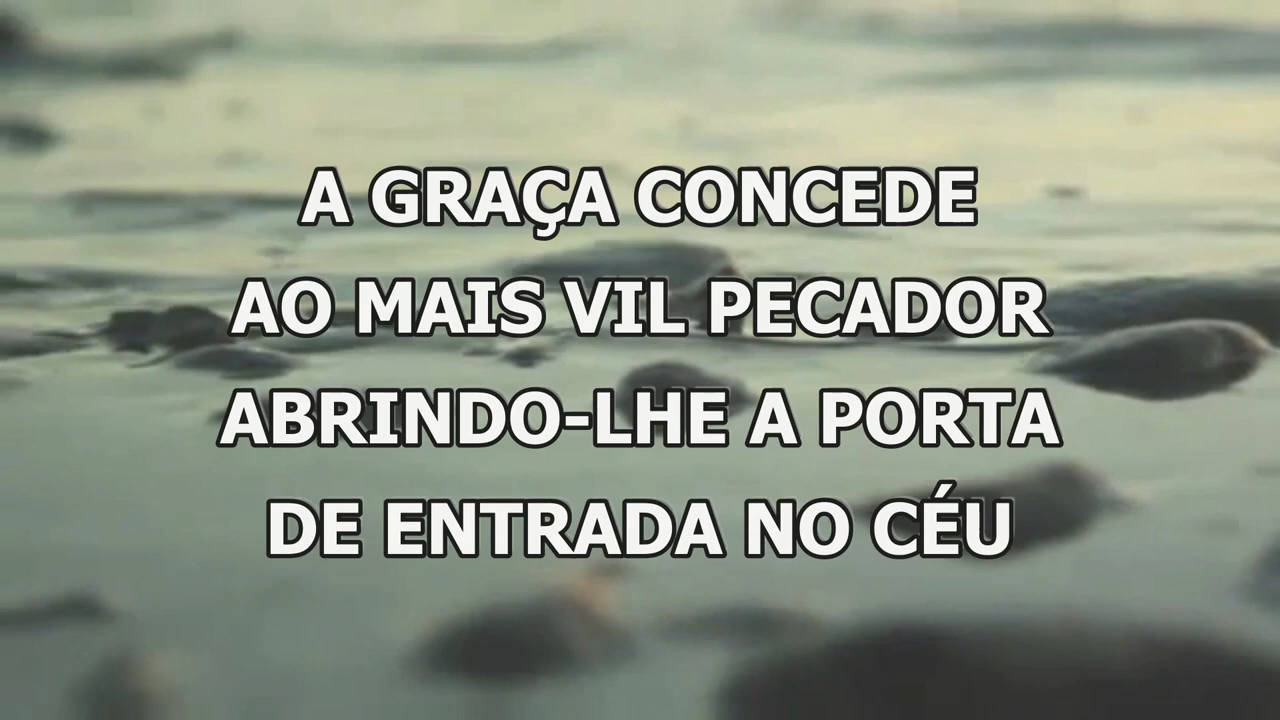 A GRAÇA CONCEDE
AO MAIS VIL PECADOR
ABRINDO-LHE A PORTA
DE ENTRADA NO CÉU